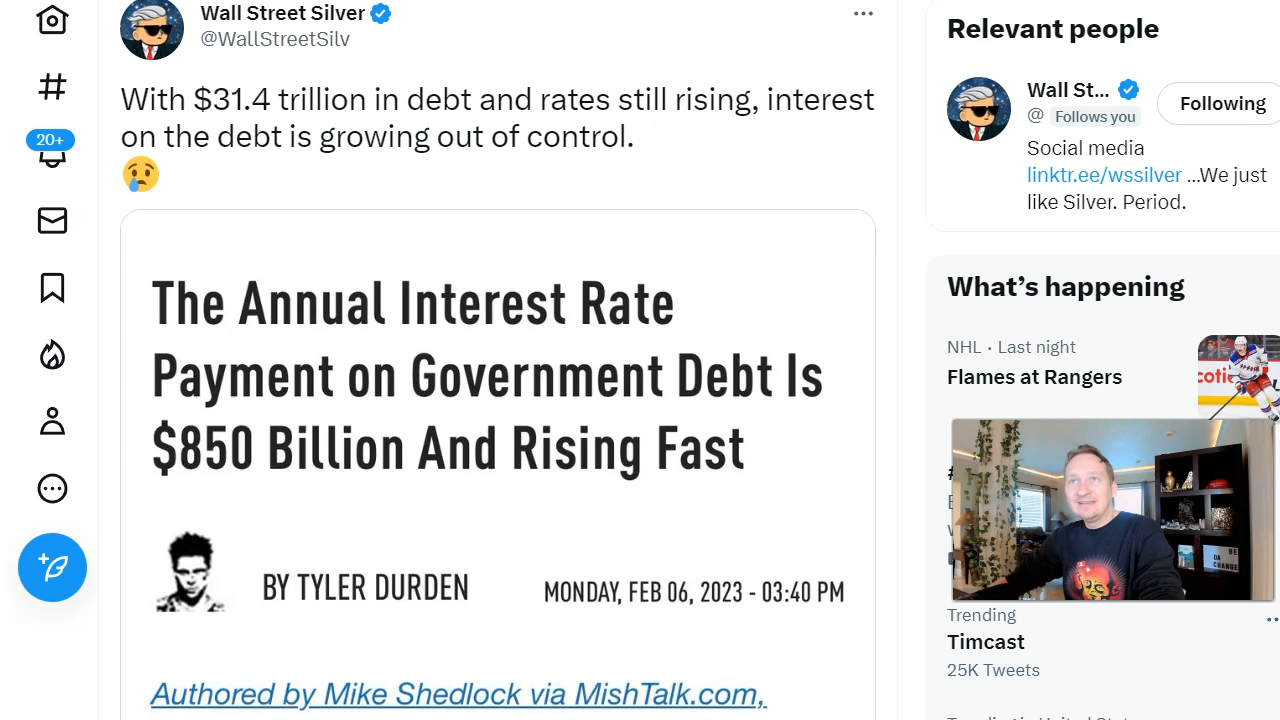 Wall Street Silver
@WallStreetSilv
20+
With $31.4 trillion in debt and rates still rising, interest
on the debt is growing out of control.
The Annual Interest Rate
Payment on Government Debt Is
$850 Billion And Rising Fast
BY TYLER DURDEN
MONDAY, FEB 06, 2023 - 03:40 PM
Authored by Mike Shedlock via MishTalk.com,
Relevant people
Wall St...
Following
@ Follows you
Social media
linktr.ee/wssilver ...We just
like Silver. Period.
What's happening
NHL · Last night
Flames at Rangers
BE
DA
CHANGE
Trending
Timcast
25K Tweets